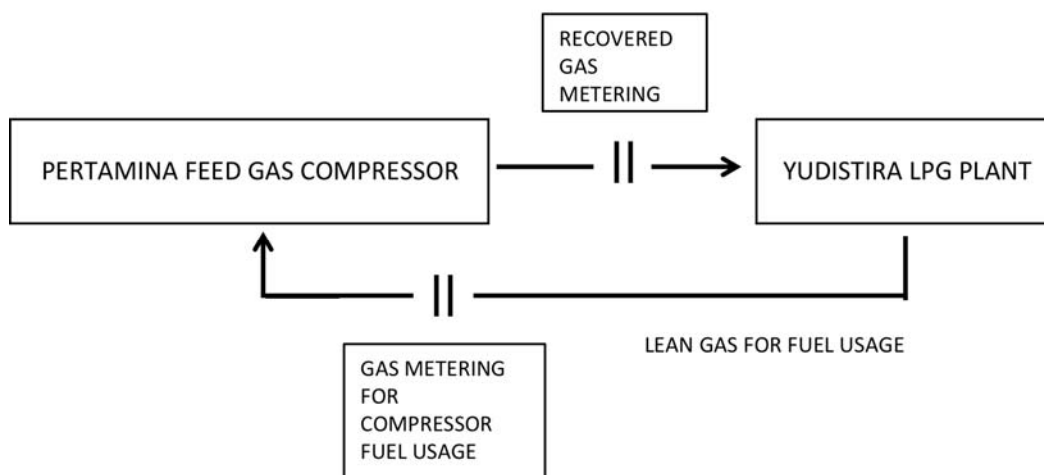 RECOVERED
GAS
METERING
PERTAMINA FEED GAS COMPRESSOR
YUDISTIRA LPG PLANT
LEAN GAS FOR FUEL USAGE
GAS METERING
FOR
COMPRESSOR
FUEL USAGE